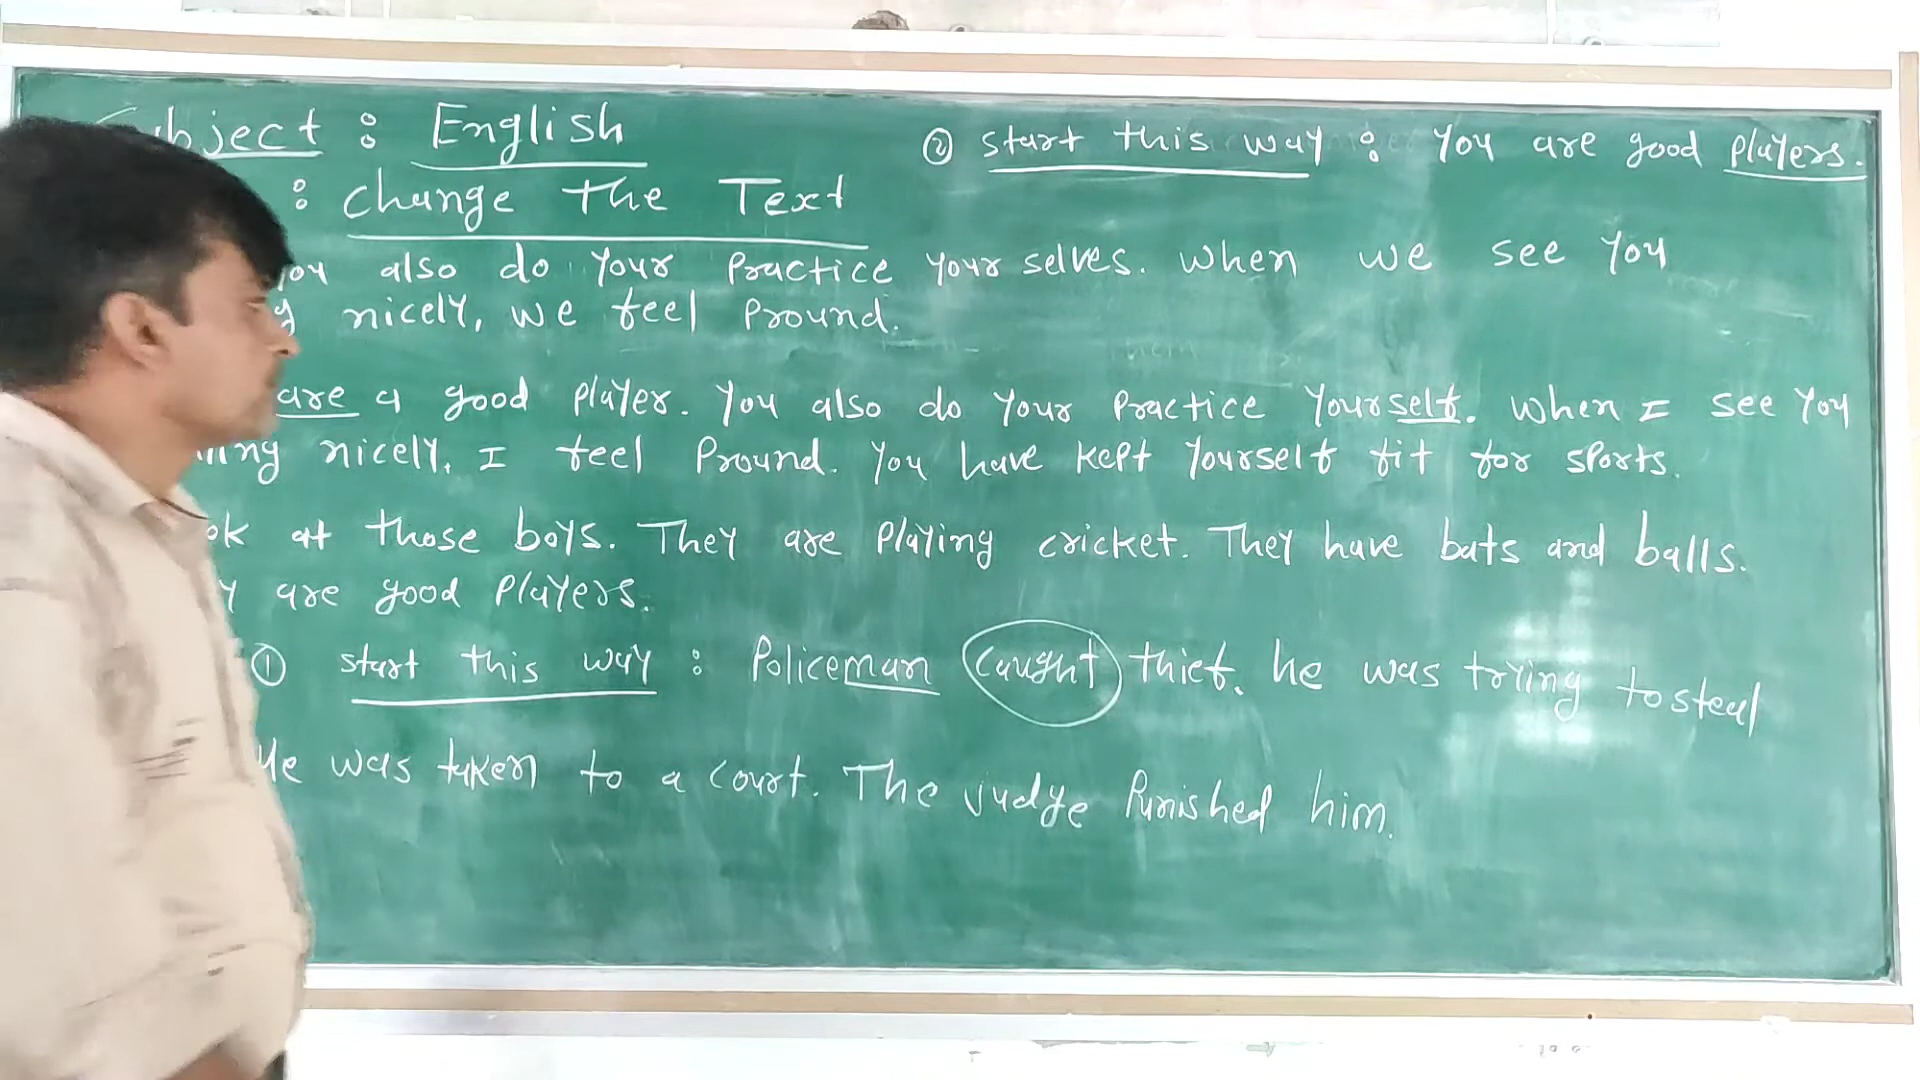 Subject : English
② start this way : You are good players.
: change the Text
you also do your practice your selves. when we see you
nicely, we feel Pround.
are a good player. You also do your practice yourself. when I see you
nicely. I feel Pround. You have kept yourself fit for sports.
at those boys. They are playing cricket. They have bats and balls.
are good players.
① start this way : Policeman caught thief. he was trying to steal
He was taken to a court. The judge Punished him.